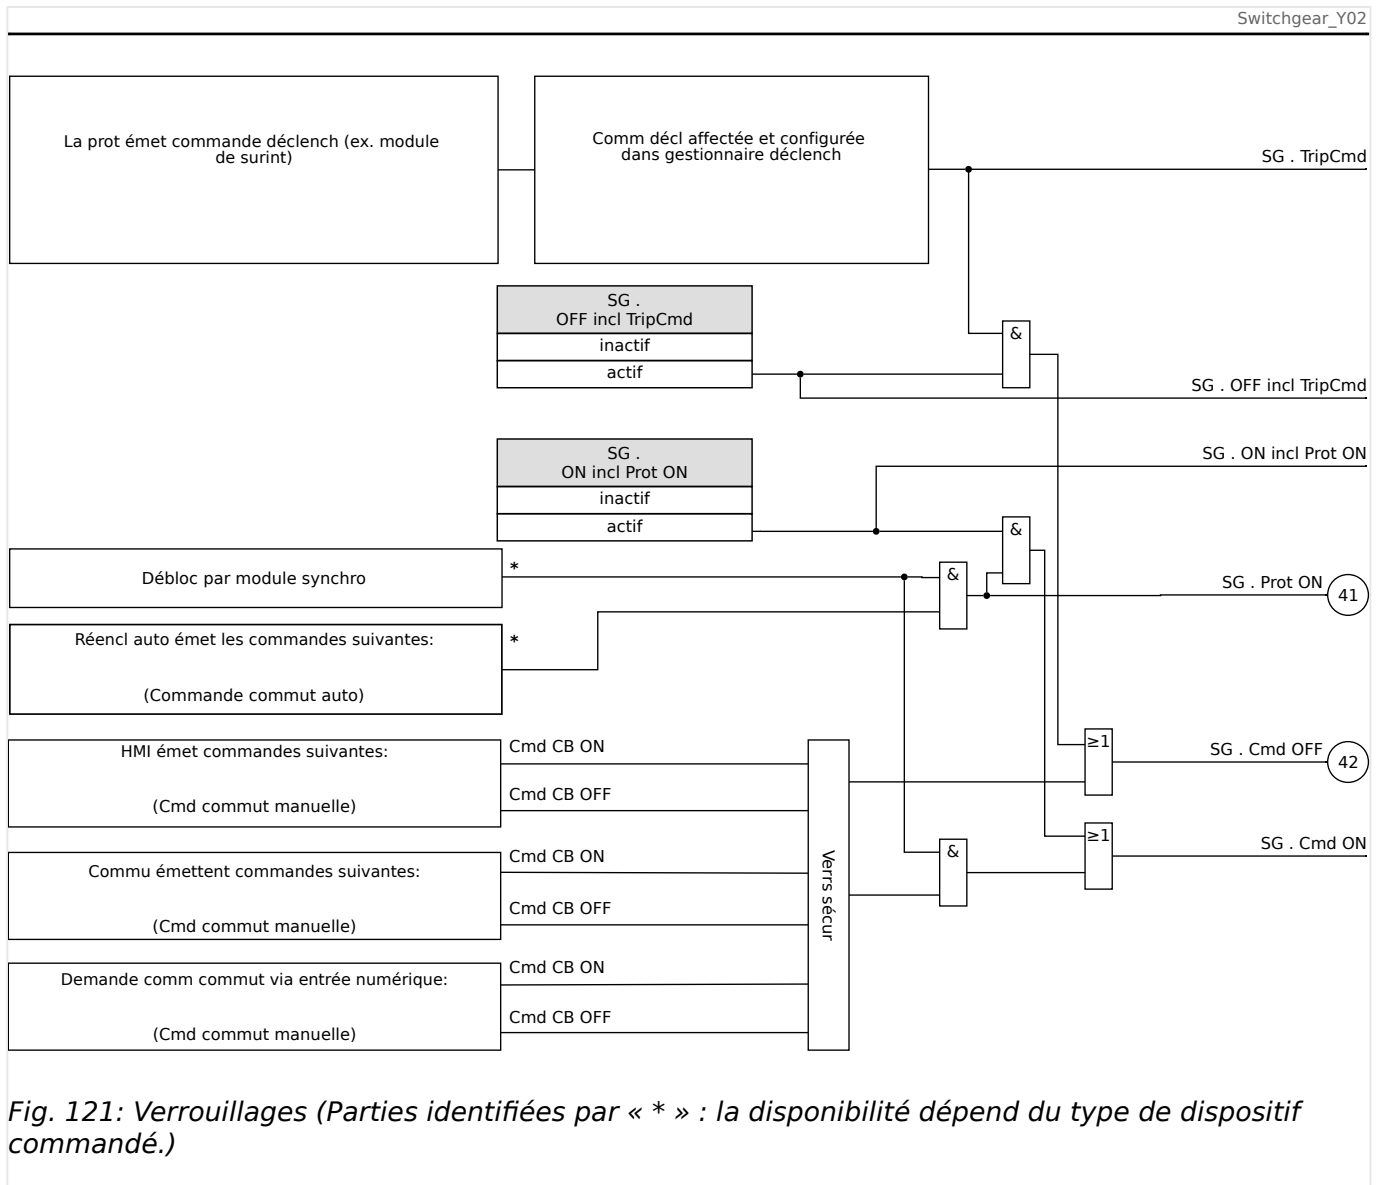 Switchgear_Y02
La prot émet commande déclench (ex. module
de surint)
Comm décl affectée et configurée
dans gestionnaire déclench
SG . TripCmd
SG .
OFF incl TripCmd
inactif
actif
&
SG . OFF incl TripCmd
SG .
ON incl Prot ON
inactif
actif
SG . ON incl Prot ON
&
Débloc par module synchro
*
&
SG . Prot ON
41
Réencl auto émet les commandes suivantes:
*
(Commande commut auto)
HMI émet commandes suivantes:
(Cmd commut manuelle)
Cmd CB ON
Cmd CB OFF
≥1
SG . Cmd OFF
42
Commu émettent commandes suivantes:
(Cmd commut manuelle)
Cmd CB ON
Cmd CB OFF
Verrs sécur
&
≥1
SG . Cmd ON
Demande comm commut via entrée numérique:
(Cmd commut manuelle)
Cmd CB ON
Cmd CB OFF
Fig. 121: Verrouillages (Parties identifiées par « * » : la disponibilité dépend du type de dispositif
commandé.)